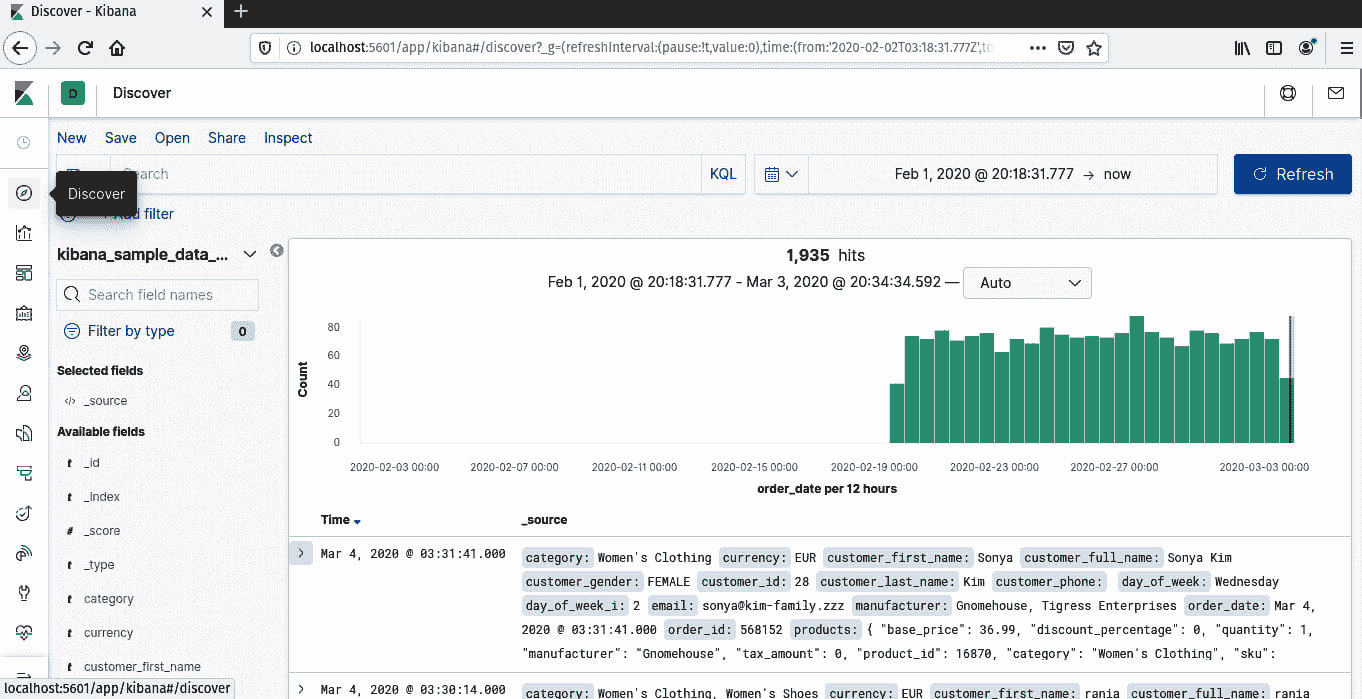 Discover - Kibana
localhost:5601/app/kibana#/discover?_g=(refreshInterval:(pause:!t,value:0),time:(from:'2020-02-02T03:18:31.777Z',to
D Discover
New Save Open Share Inspect
KQL Feb 1, 2020 @ 20:18:31.777 → now Refresh
Discover
filter
kibana_sample_data_...
Search field names
Filter by type 0
Selected fields
</> _source
Available fields
t _id
t _index
# _score
t _type
t category
t currency
t customer_first_name
1,935 hits
Feb 1, 2020 @ 20:18:31.777 - Mar 3, 2020 @ 20:34:34.592 — Auto
Count
80
60
40
20
0
2020-02-03 00:00 2020-02-07 00:00 2020-02-11 00:00 2020-02-15 00:00 2020-02-19 00:00 2020-02-23 00:00 2020-02-27 00:00 2020-03-03 00:00
order_date per 12 hours
Time _source
Mar 4, 2020 @ 03:31:41.000 category: Women's Clothing currency: EUR customer_first_name: Sonya customer_full_name: Sonya Kim
customer_gender: FEMALE customer_id: 28 customer_last_name: Kim customer_phone: day_of_week: Wednesday
day_of_week_i: 2 email: sonya@kim-family.zzz manufacturer: Gnomehouse, Tigress Enterprises order_date: Mar 4,
2020 @ 03:31:41.000 order_id: 568152 products: { "base_price": 36.99, "discount_percentage": 0, "quantity": 1,
"manufacturer": "Gnomehouse", "tax_amount": 0, "product_id": 16870, "category": "Women's Clothing", "sku":
Mar 4, 2020 @ 03:30:14.000 category: Women's Clothing, Women's Shoes currency: EUR customer_first_name: rania customer_full_name: rania
localhost:5601/app/kibana#/discover